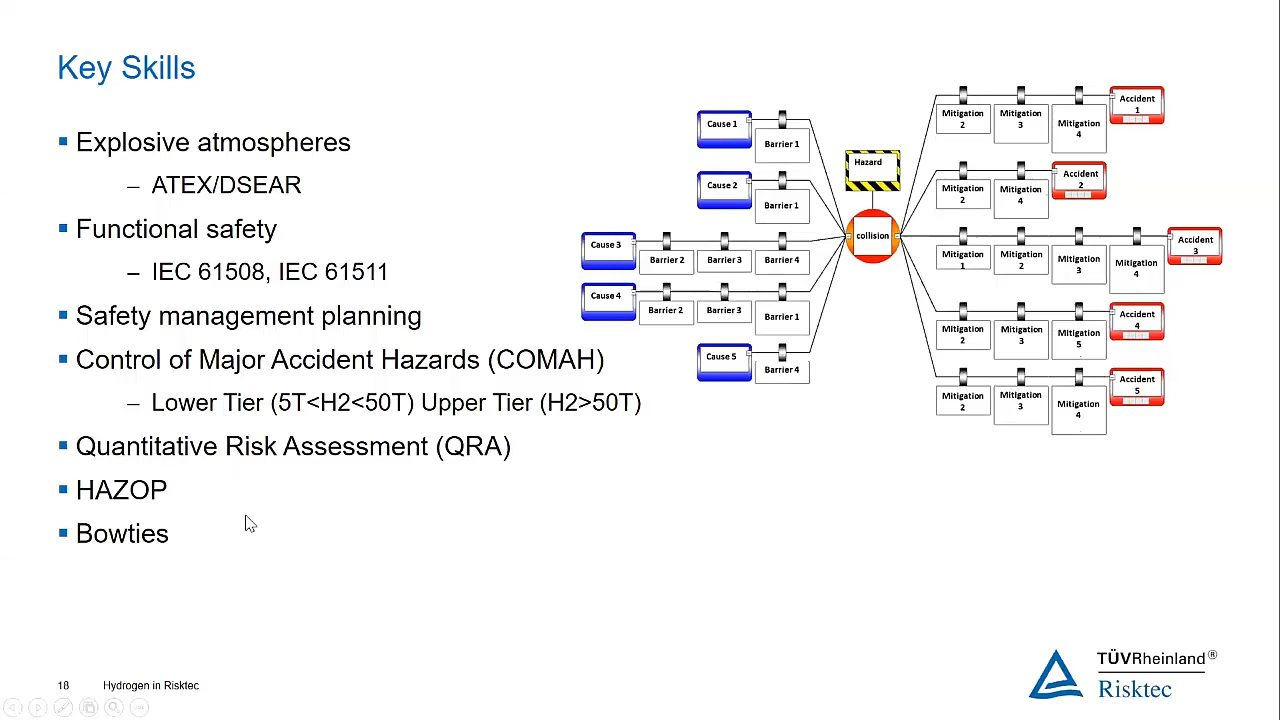 Key Skills
▪ Explosive atmospheres
– ATEX/DSEAR
▪ Functional safety
– IEC 61508, IEC 61511
▪ Safety management planning
▪ Control of Major Accident Hazards (COMAH)
– Lower Tier (5T<H2<50T) Upper Tier (H2>50T)
▪ Quantitative Risk Assessment (QRA)
▪ HAZOP
▪ Bowties
Cause 1
Barrier 1
Cause 2
Barrier 1
Cause 3
Barrier 2
Barrier 3
Barrier 4
Cause 4
Barrier 2
Barrier 3
Barrier 1
Cause 5
Barrier 4
Hazard
collision
Mitigation
2
Mitigation
3
Mitigation
4
Accident
1
Mitigation
2
Mitigation
4
Accident
2
Mitigation
1
Mitigation
2
Mitigation
3
Mitigation
4
Accident
3
Mitigation
2
Mitigation
3
Mitigation
5
Accident
4
Mitigation
2
Mitigation
3
Mitigation
4
Accident
5
18 Hydrogen in Risktec
TÜVRheinland®
Risktec